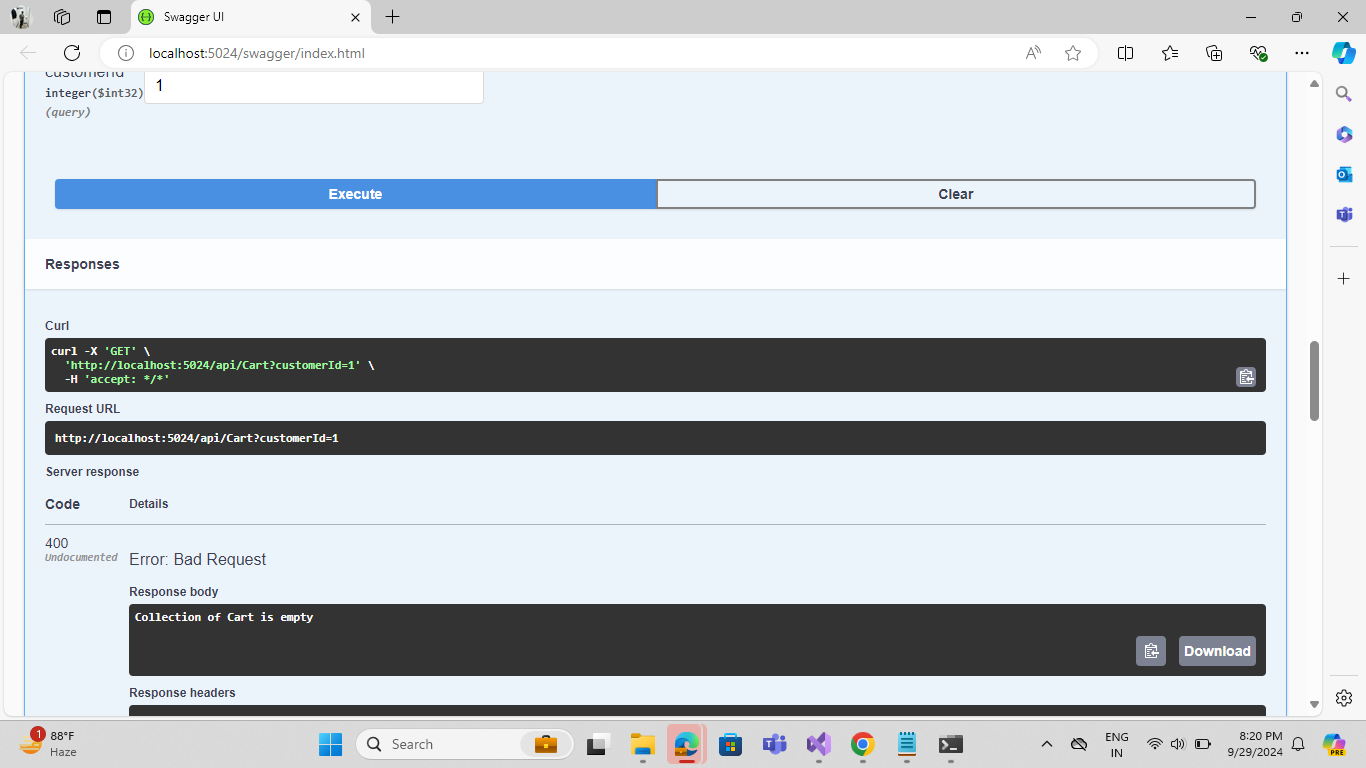 Swagger UI
localhost:5024/swagger/index.html
customerId
1
integer($int32)
(query)
Execute
Clear
Responses
Curl
curl -X 'GET' \
'http://localhost:5024/api/Cart?customerId=1' \
-H 'accept: */*'
Request URL
http://localhost:5024/api/Cart?customerId=1
Server response
Code
Details
400
Undocumented
Error: Bad Request
Response body
Collection of Cart is empty
Download
Response headers
1
88°F
Haze
Search
ENG
IN
8:20 PM
9/29/2024
PRE